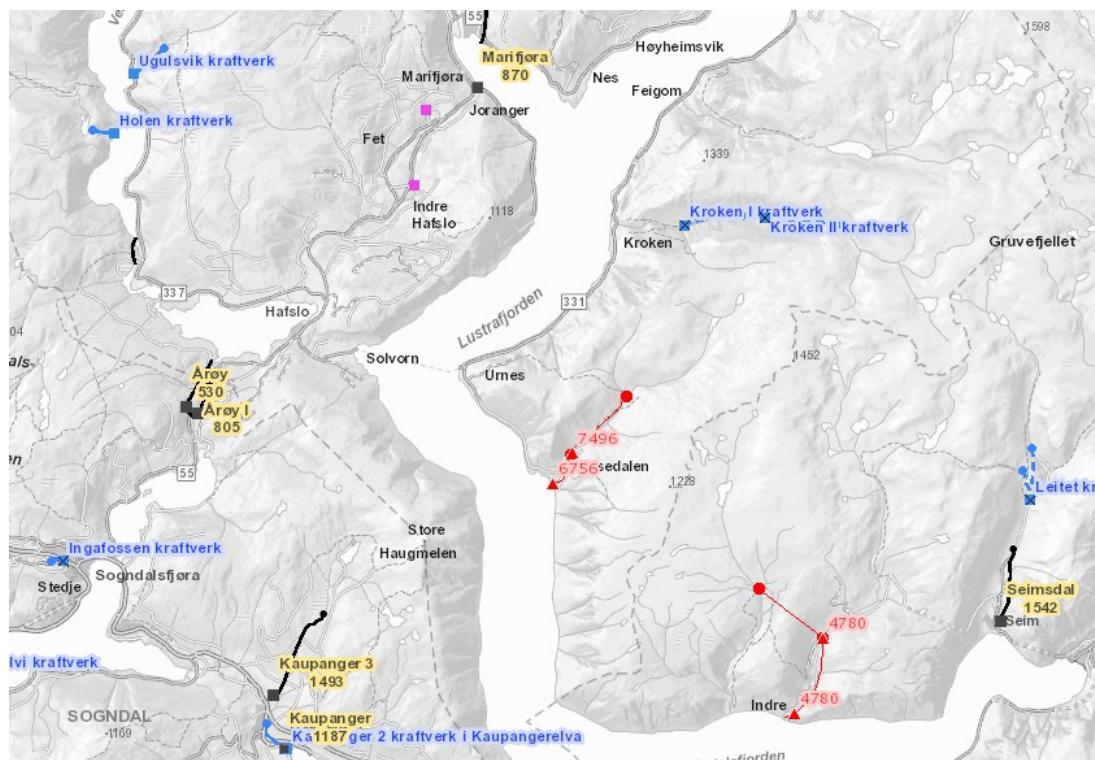 55
1598
Ugulsvik kraftverk
Marifjøra
870
Høyheimsvik
Marifjøra
Nes
Feigom
Holen kraftverk
Joranger
Fet
1339
Indre
Hafslo
1118
Kroken I kraftverk
Kroken II kraftverk
Kroken
Gruvefjellet
337
331
Hafslo
Lustrafjorden
Solvorn
1452
Årøy
530
Urnes
Årøy I
805
7496
6756
sedalen
1228
55
Leitet kr
Store
Haugmelen
Ingafossen kraftverk
Sogndalsfjøra
Stedje
Seimsdal
1542
Seim
4780
Kaupanger 3
1493
elvi kraftverk
4780
Indre
SOGNDAL
1169
Kaupanger
1187
Ka ger 2 kraftverk i Kaupangerelva